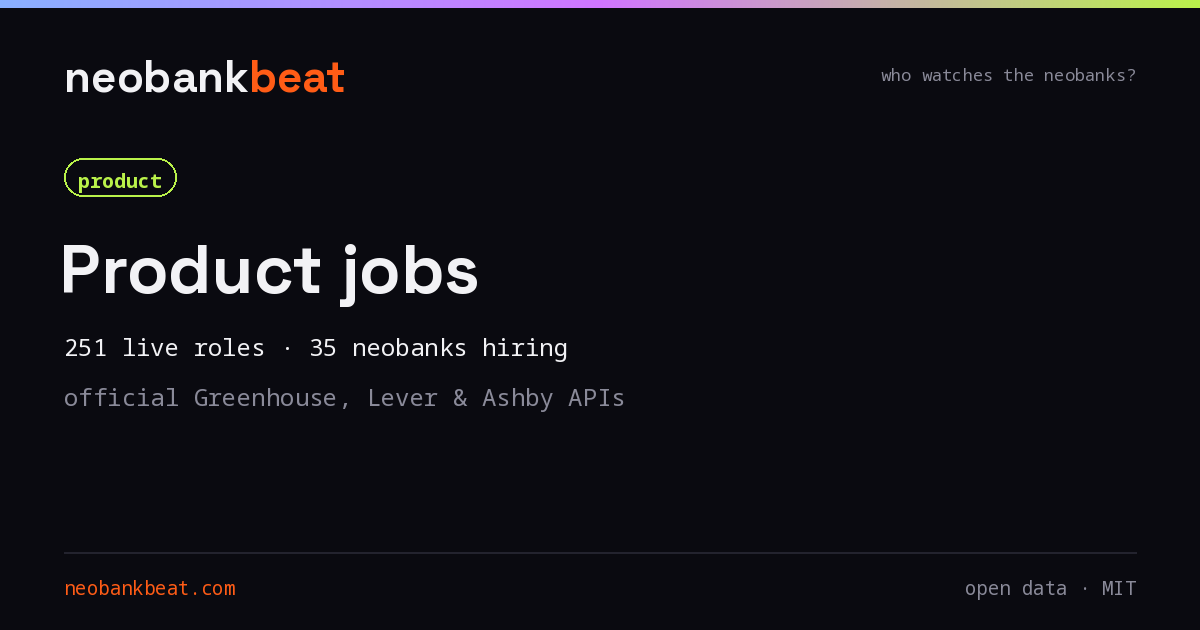 neobankbeat
who watches the neobanks?
product
Product jobs
251 live roles · 35 neobanks hiring
official Greenhouse, Lever & Ashby APIs
neobankbeat.com
open data · MIT